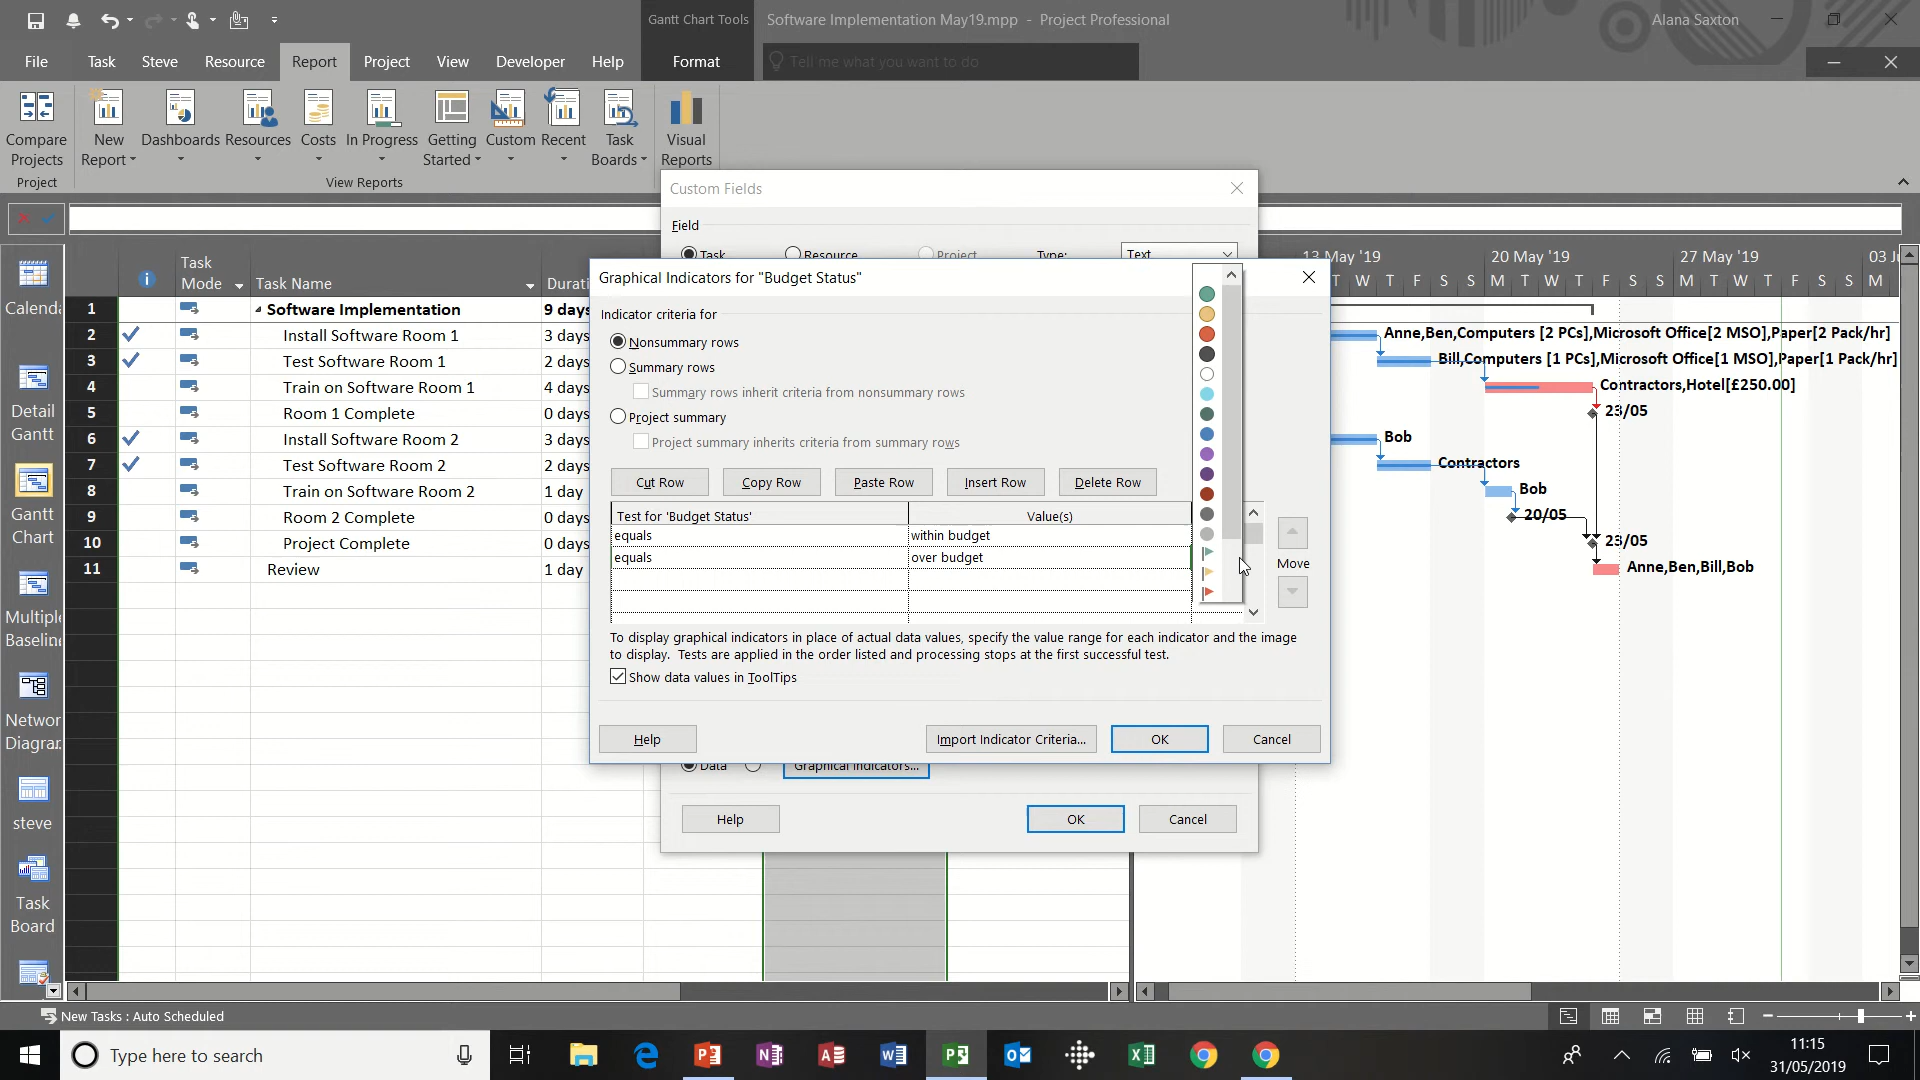 Gantt Chart Tools
Software Implementation May19.mpp - Project Professional
Alana Saxton
File
Task
Steve
Resource
Report
Project
View
Developer
Help
Format
Tell me what you want to do
Compare Projects
New Report
Dashboards
Resources
Costs
In Progress
Getting Started
Custom
Recent
Task Boards
Visual Reports
Project
View Reports
Custom Fields
Field
Task
Resource
Project
Type:
Text
Graphical Indicators for "Budget Status"
Indicator criteria for
Nonsummary rows
Summary rows
Summary rows inherit criteria from nonsummary rows
Project summary
Project summary inherits criteria from summary rows
Cut Row
Copy Row
Paste Row
Insert Row
Delete Row
Test for 'Budget Status'
Value(s)
equals
within budget
equals
over budget
Move
To display graphical indicators in place of actual data values, specify the value range for each indicator and the image
to display. Tests are applied in the order listed and processing stops at the first successful test.
Show data values in ToolTips
Help
Import Indicator Criteria...
OK
Cancel
Data
Graphical Indicators...
Help
OK
Cancel
Task Mode
Task Name
Duratio
1 Software Implementation 9 days
2 Install Software Room 1 3 days
3 Test Software Room 1 2 days
4 Train on Software Room 1 4 days
5 Room 1 Complete 0 days
6 Install Software Room 2 3 days
7 Test Software Room 2 2 days
8 Train on Software Room 2 1 day
9 Room 2 Complete 0 days
10 Project Complete 0 days
11 Review 1 day
Calenda
Detail Gantt
Gantt Chart
Multiple Baseline
Network Diagram
steve
Task Board
13 May '19
20 May '19
27 May '19
03 Ju
T W T F S S M T W T F S S M T W T F S S M
Anne,Ben,Computers [2 PCs],Microsoft Office[2 MSO],Paper[2 Pack/hr]
Bill,Computers [1 PCs],Microsoft Office[1 MSO],Paper[1 Pack/hr]
Contractors,Hotel[£250.00]
23/05
Bob
Contractors
Bob
20/05
23/05
Anne,Ben,Bill,Bob
New Tasks : Auto Scheduled
Type here to search
11:15
31/05/2019